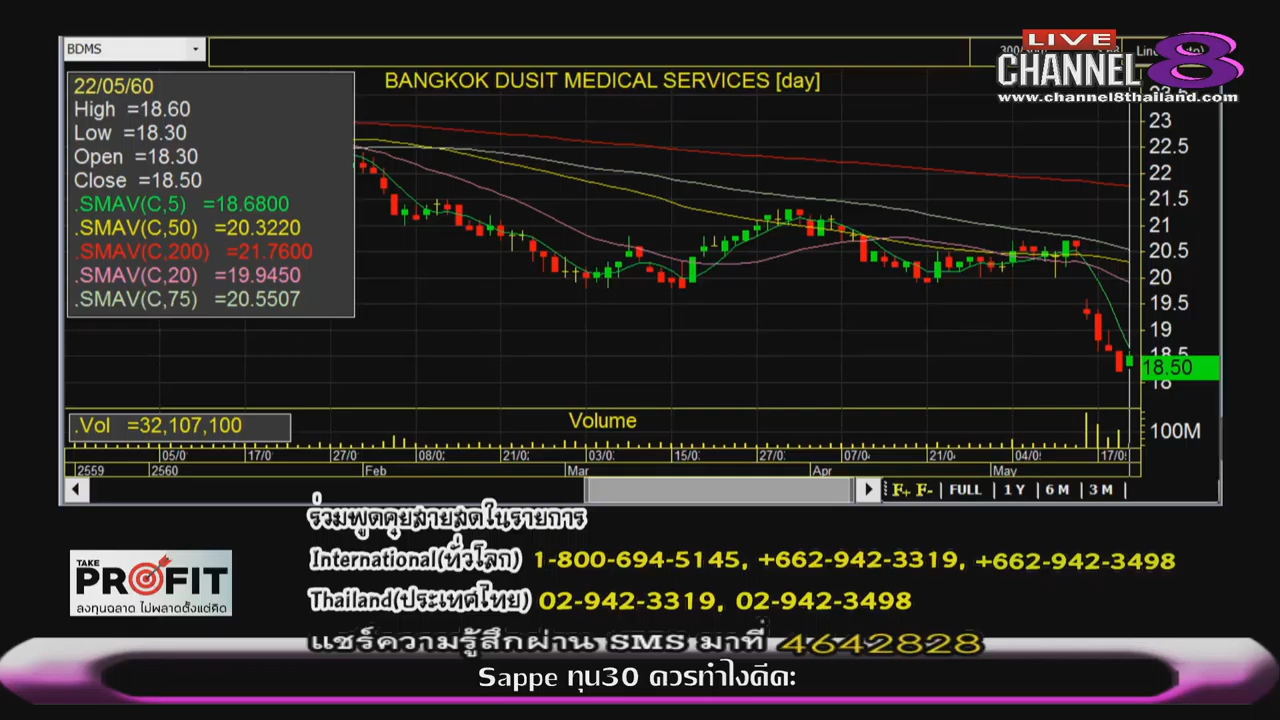 BDMS
LIVE
CHANNEL 8
www.channel8thailand.com
BANGKOK DUSIT MEDICAL SERVICES [day]
22/05/60
High =18.60
Low =18.30
Open =18.30
Close =18.50
.SMAV(C,5) =18.6800
.SMAV(C,50) =20.3220
.SMAV(C,200) =21.7600
.SMAV(C,20) =19.9450
.SMAV(C,75) =20.5507
23
22.5
22
21.5
21
20.5
20
19.5
19
18.5
18.50
18
.Vol =32,107,100
Volume
100M
05/0 17/0 27/0 08/0 21/0 03/0 15/0 27/0 07/0 21/0 04/0 17/0
2559 2560 Feb Mar Apr May
F+ F- FULL 1 Y 6 M 3 M
ร่วมพูดคุยสายสดในรายการ
International(ทั่วโลก) 1-800-694-5145, +662-942-3319, +662-942-3498
TAKE
PROFIT
ลงทุนฉลาด ไม่พลาดตั้งแต่คิด
Thailand(ประเทศไทย) 02-942-3319, 02-942-3498
แชร์ความรู้สึกผ่าน SMS มาที่ 4642828
Sappe ทุน30 ควรทำไงดีค่ะ